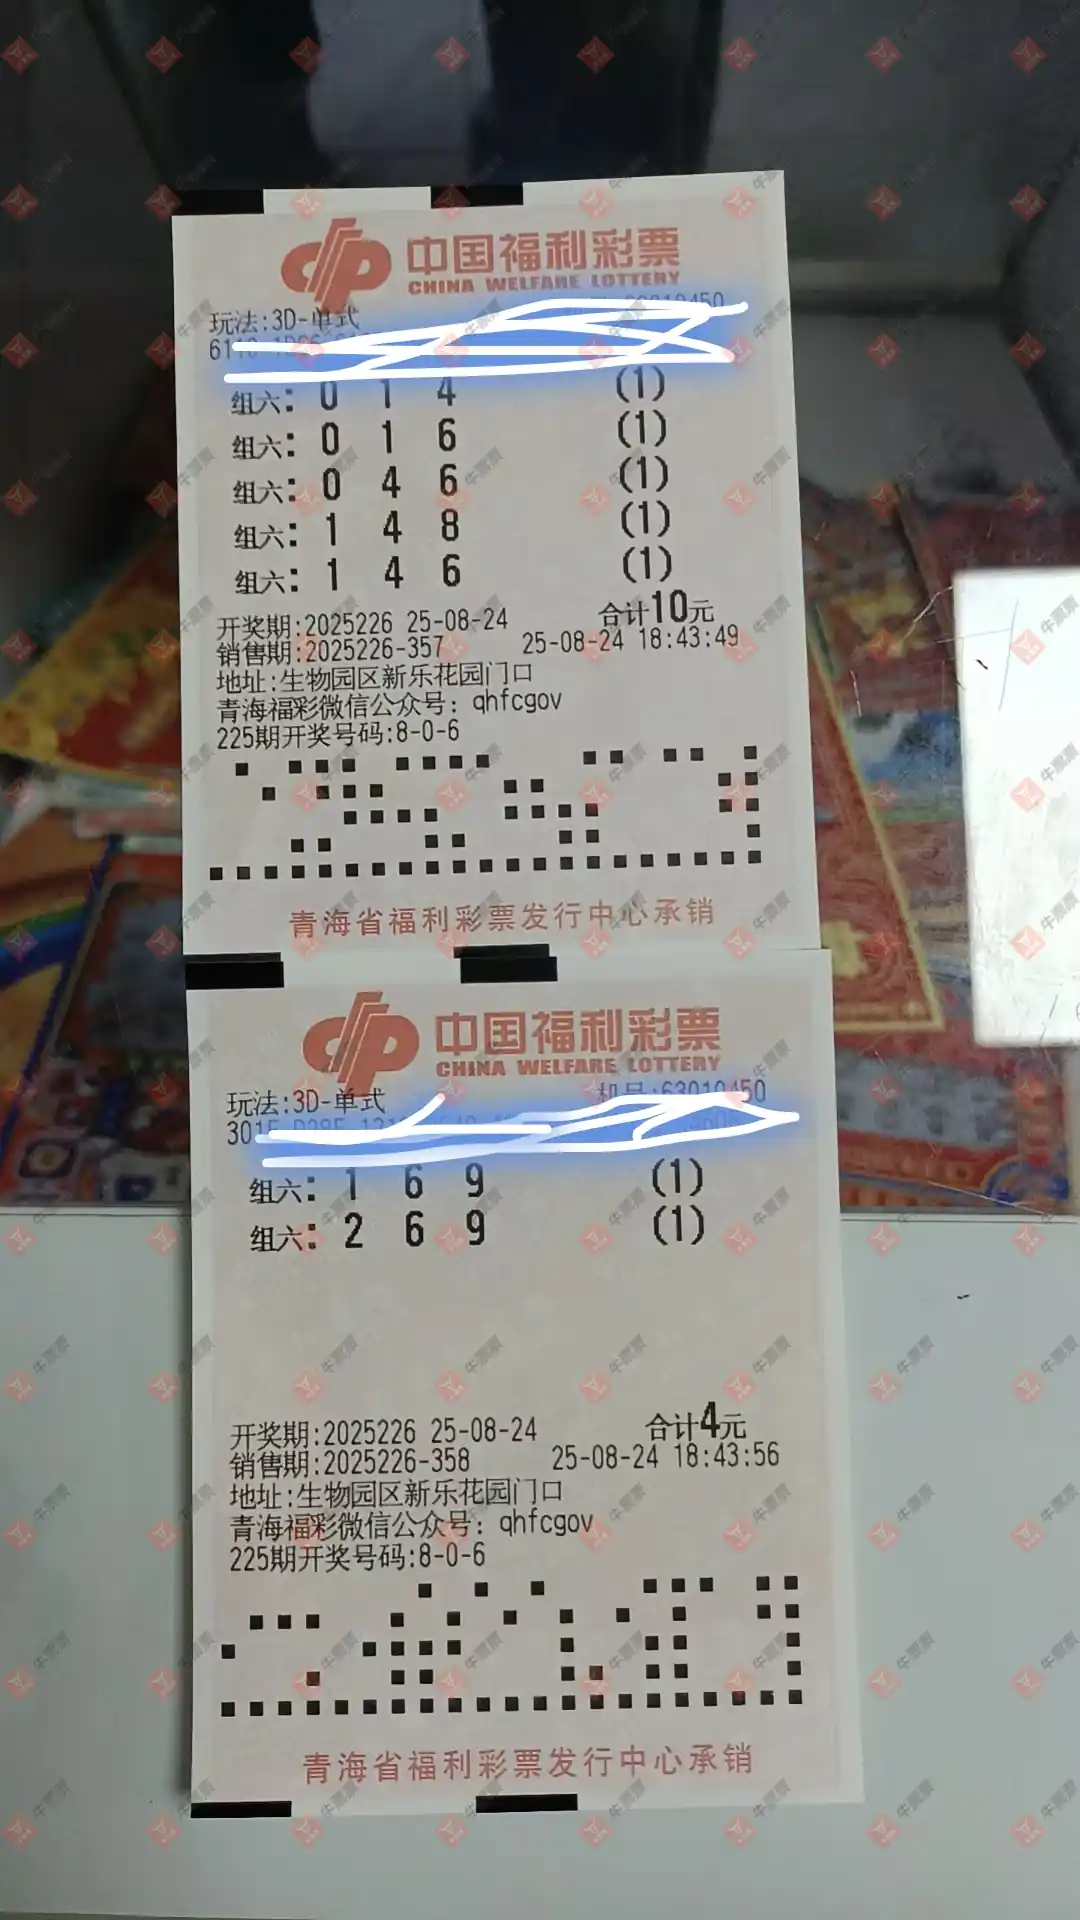 中国福利彩票
CHINA WELFARE LOTTERY
玩法:3D-单式
组六: 0 1 4 (1)
组六: 0 1 6 (1)
组六: 0 4 6 (1)
组六: 1 4 8 (1)
组六: 1 4 6 (1)
开奖期:2025226 25-08-24 合计10元
销售期:2025226-357 25-08-24 18:43:49
地址:生物园区新乐花园门口
青海福彩微信公众号: qhfcgov
225期开奖号码:8-0-6
青海省福利彩票发行中心承销
中国福利彩票
CHINA WELFARE LOTTERY
玩法:3D-单式 机号:63010450
组六: 1 6 9 (1)
组六: 2 6 9 (1)
开奖期:2025226 25-08-24 合计4元
销售期:2025226-358 25-08-24 18:43:56
地址:生物园区新乐花园门口
青海福彩微信公众号: qhfcgov
225期开奖号码:8-0-6
青海省福利彩票发行中心承销
牛票票